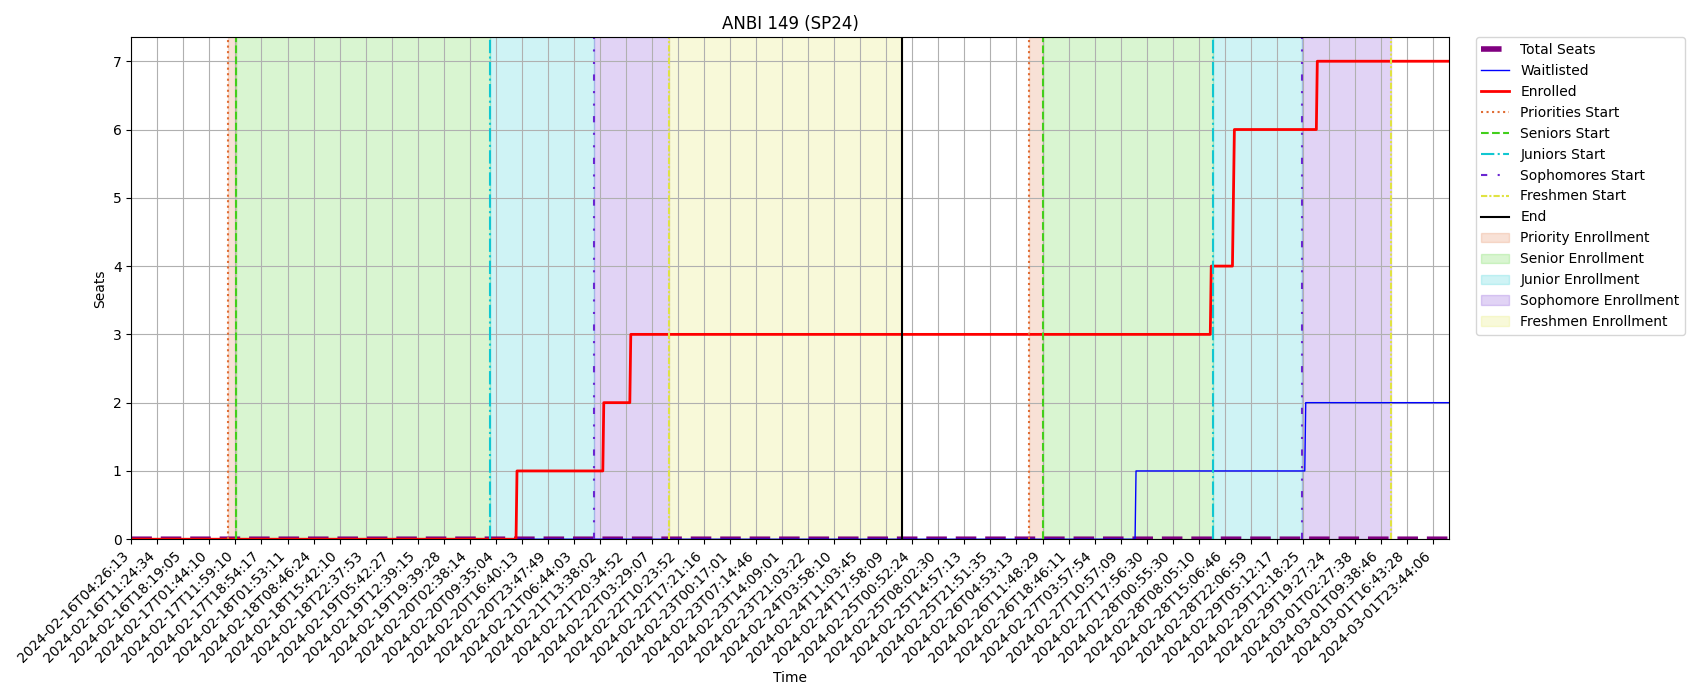 ANBI 149 (SP24)
Seats
7
6
5
4
3
2
1
0
2024-02-16T04:26:13
2024-02-16T11:24:34
2024-02-16T18:19:05
2024-02-17T01:44:10
2024-02-17T11:59:10
2024-02-17T18:54:17
2024-02-18T01:53:11
2024-02-18T08:46:24
2024-02-18T15:42:10
2024-02-18T22:37:53
2024-02-19T05:42:27
2024-02-19T12:39:15
2024-02-19T19:39:28
2024-02-20T02:38:14
2024-02-20T09:35:04
2024-02-20T16:40:13
2024-02-20T23:47:49
2024-02-21T06:44:03
2024-02-21T13:38:02
2024-02-21T20:34:52
2024-02-22T03:29:07
2024-02-22T10:23:52
2024-02-22T17:21:16
2024-02-23T00:17:01
2024-02-23T07:14:46
2024-02-23T14:09:01
2024-02-23T21:03:22
2024-02-24T03:58:10
2024-02-24T11:03:45
2024-02-24T17:58:09
2024-02-25T00:52:24
2024-02-25T08:02:30
2024-02-25T14:57:13
2024-02-25T21:51:35
2024-02-26T04:53:13
2024-02-26T11:48:29
2024-02-26T18:46:11
2024-02-27T03:57:54
2024-02-27T10:57:09
2024-02-27T17:56:30
2024-02-28T00:55:30
2024-02-28T08:05:10
2024-02-28T15:06:46
2024-02-28T22:06:59
2024-02-29T05:12:17
2024-02-29T12:18:25
2024-02-29T19:27:24
2024-03-01T02:27:38
2024-03-01T09:38:46
2024-03-01T16:43:28
2024-03-01T23:44:06
Time
Total Seats
Waitlisted
Enrolled
Priorities Start
Seniors Start
Juniors Start
Sophomores Start
Freshmen Start
End
Priority Enrollment
Senior Enrollment
Junior Enrollment
Sophomore Enrollment
Freshmen Enrollment